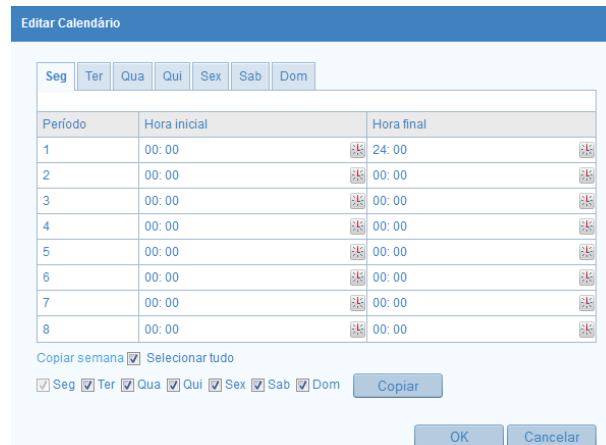 Editar Calendário
Seg Ter Qua Qui Sex Sab Dom
Período Hora inicial Hora final
1 00: 00 24: 00
2 00: 00 00: 00
3 00: 00 00: 00
4 00: 00 00: 00
5 00: 00 00: 00
6 00: 00 00: 00
7 00: 00 00: 00
8 00: 00 00: 00
Copiar semana Selecionar tudo
Seg Ter Qua Qui Sex Sab Dom Copiar
OK Cancelar